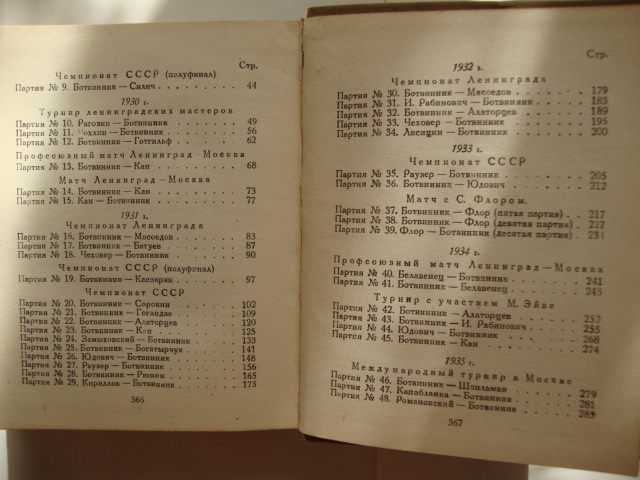 Стр.
Чемпионат СССР (полуфинал)
Партия № 9. Ботвинник — Силич . . . . . . . 44
1930 г.
Турнир ленинградских мастеров
Партия № 10. Рагозин — Ботвинник . . . . . . 49
Партия № 11. Ботвинник . . . . . . 56
Партия № 12. Ботвинник — Готгильф . . . . . . 62
Профсоюзный матч Ленинград — Москва
Партия № 13. Ботвинник — Кан . . . . . . . 68
Матч Ленинград — Москва
Партия № 14. Ботвинник — Кан . . . . . . . 73
Партия № 15. Кан — Ботвинник . . . . . . . 77
1931 г.
Чемпионат Ленинграда
Партия № 16. Ботвинник — Мясоедов . . . . . . 83
Партия № 17. Ботвинник — Батуев . . . . . . 87
Партия № 18. Чеховер — Ботвинник . . . . . . 90
Чемпионат СССР (полуфинал)
Партия № 19. Ботвинник — Каспарян . . . . . . 97
Чемпионат СССР
Партия № 20. Ботвинник — Сорокин . . . . . . 102
Партия № 21. Ботвинник — Гоглидзе . . . . . . 109
Партия № 22. Ботвинник — Алаторцев . . . . . 120
Партия № 23. Ботвинник — Кан . . . . . . . 125
Партия № 24. Замыховский — Ботвинник . . . . . 133
Партия № 25. Ботвинник — Богатырчук . . . . . 141
Партия № 26. Юдович — Ботвинник . . . . . . 148
Партия № 27. Раузер — Ботвинник . . . . . . 156
Партия № 28. Ботвинник — Рюмин . . . . . . 165
Партия № 29. Кириллов — Ботвинник . . . . . . 173
366
Стр.
1932 г.
Чемпионат Ленинграда
Партия № 30. Ботвинник — Мясоедов . . . . . . 179
Партия № 31. И. Рабинович — Ботвинник . . . . . 183
Партия № 32. Ботвинник — Алаторцев . . . . . . 189
Партия № 33. Чеховер — Ботвинник . . . . . . 195
Партия № 34. Лисицин — Ботвинник . . . . . . 200
1933 г.
Чемпионат СССР
Партия № 35. Раузер — Ботвинник . . . . . . 205
Партия № 36. Ботвинник — Юдович . . . . . . 212
Матч с С. Флором.
Партия № 37. Ботвинник — Флор (пятая партия) . . 217
Партия № 38. Ботвинник — Флор (девятая партия) . . 227
Партия № 39. Флор — Ботвинник (десятая партия) . .
1934 г.
Профсоюзный матч Ленинград — Москва
Партия № 40. Белавенец — Ботвинник . . . . . 241
Партия № 41. Ботвинник — Белавенец . . . . . 248
Турнир с участием М. Эйве
Партия № 42. Ботвинник — Алаторцев . . . . . 252
Партия № 43. Ботвинник — И. Рабинович . . . . . 255
Партия № 44. Юдович — Ботвинник . . . . . . 268
Партия № 45. Ботвинник — Кан . . . . . . . 274
1935 г.
Международный турнир в Москве
Партия № 46. Ботвинник — Шпильман . . . . . . 279
Партия № 47. Капабланка — Ботвинник . . . . . 281
Партия № 48. Романовский — Ботвинник . . . . . 283
367